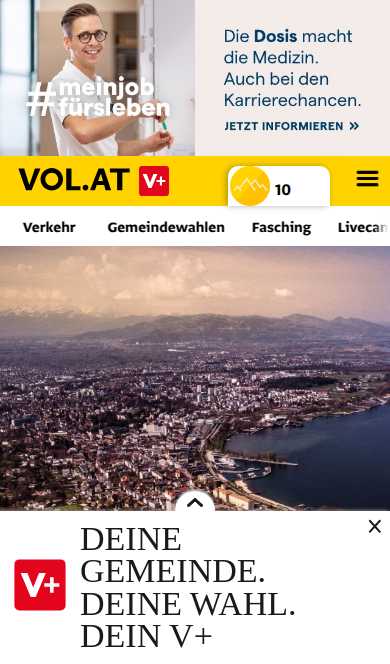 #meinjob
fürsleben
Die Dosis macht
die Medizin.
Auch bei den
Karrierechancen.
JETZT INFORMIEREN »
VOL.AT V+
10
Verkehr Gemeindewahlen Fasching Livecan
DEINE
GEMEINDE.
DEINE WAHL.
DEIN V+
V+